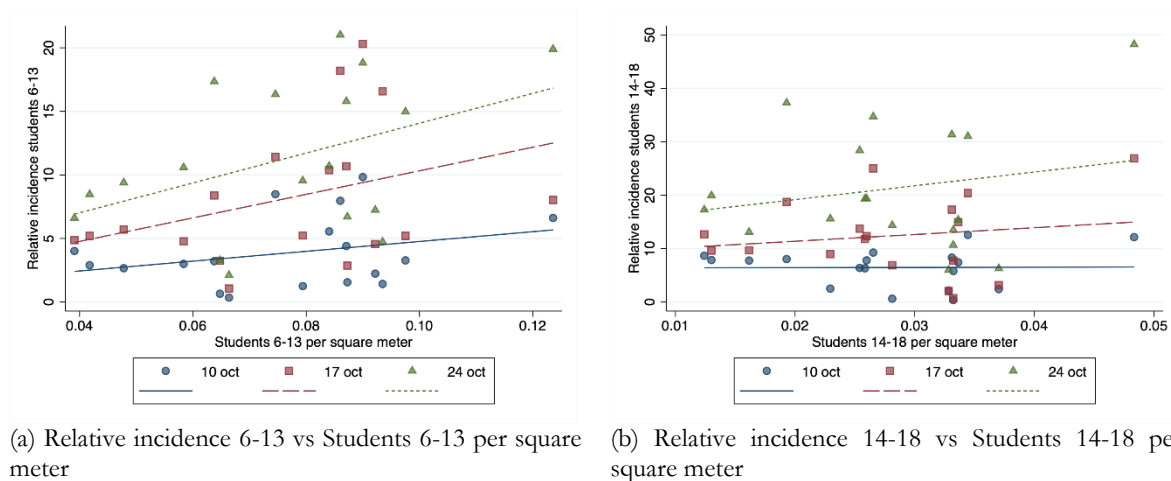 Relative incidence students 6-13
20
15
10
5
0
0.04 0.06 0.08 0.10 0.12
Students 6-13 per square meter
10 oct 17 oct 24 oct
(a) Relative incidence 6-13 vs Students 6-13 per square
meter
Relative incidence students 14-18
50
40
30
20
10
0
0.01 0.02 0.03 0.04 0.05
Students 14-18 per square meter
10 oct 17 oct 24 oct
(b) Relative incidence 14-18 vs Students 14-18 pe
square meter